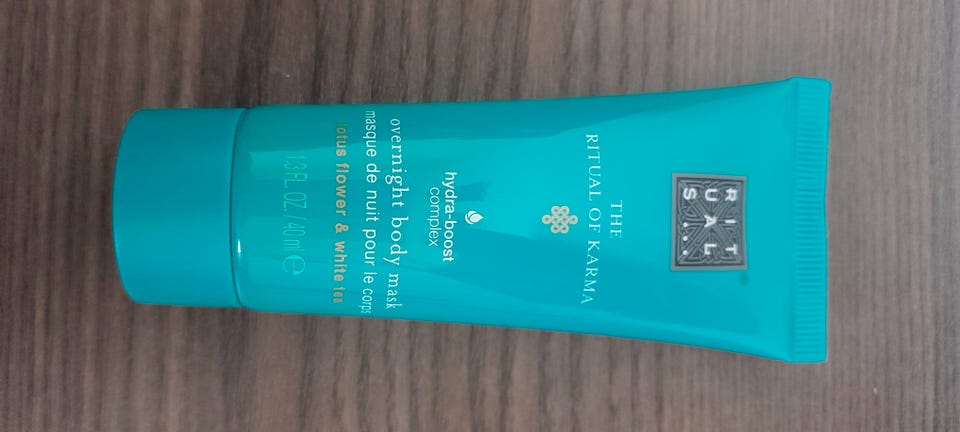 RIT
UAL
S...
THE
RITUAL OF KARMA
hydra-boost
complex
overnight body mask
masque de nuit pour le corps
lotus flower & white tea
1.3 FL. OZ. / 40 ml ℮